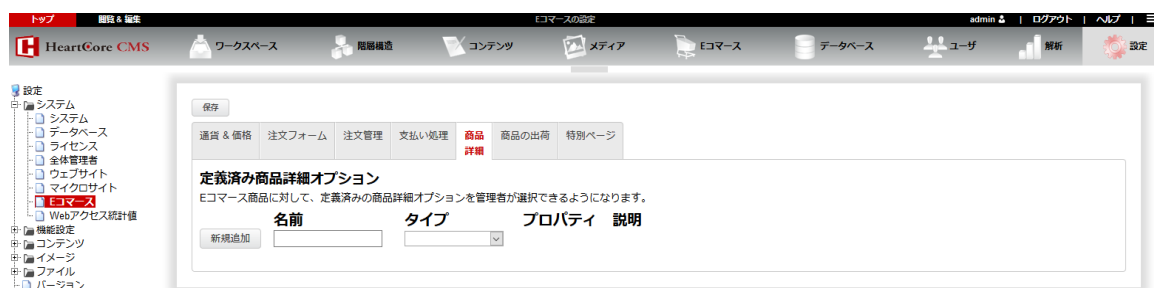 トップ 閲覧 & 編集 Eコマースの設定 admin | ログアウト | ヘルプ |
HeartCore CMS ワークスペース 階層構造 コンテンツ メディア Eコマース データベース ユーザ 解析 設定
設定
システム
システム
データベース
ライセンス
全体管理者
ウェブサイト
マイクロサイト
Eコマース
Webアクセス統計値
機能設定
コンテンツ
イメージ
ファイル
バージョン
保存
通貨 & 価格 注文フォーム 注文管理 支払い処理 商品詳細 商品の出荷 特別ページ
定義済み商品詳細オプション
Eコマース商品に対して、定義済みの商品詳細オプションを管理者が選択できるようになります。
名前 タイプ プロパティ 説明
新規追加